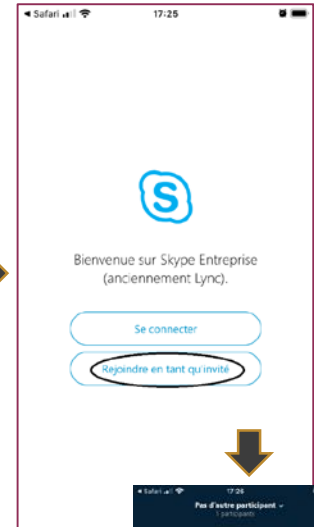 Safari
17:25
S
Bienvenue sur Skype Entreprise
(anciennement Lync).
Se connecter
Rejoindre en tant qu'invité
Safari
17:26
Pas d'autre participant
1 participants